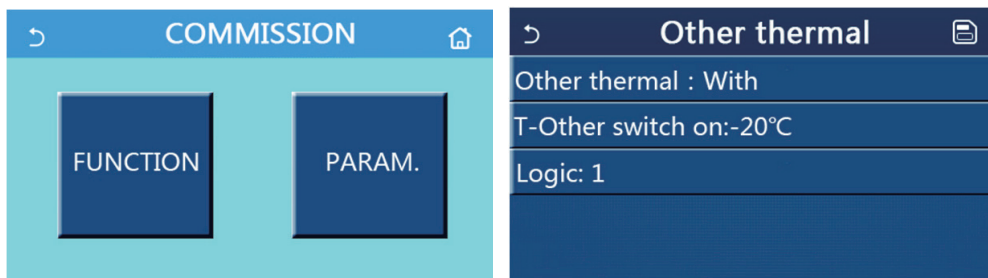 COMMISSION
FUNCTION
PARAM.
Other thermal
Other thermal : With
T-Other switch on:-20℃
Logic: 1